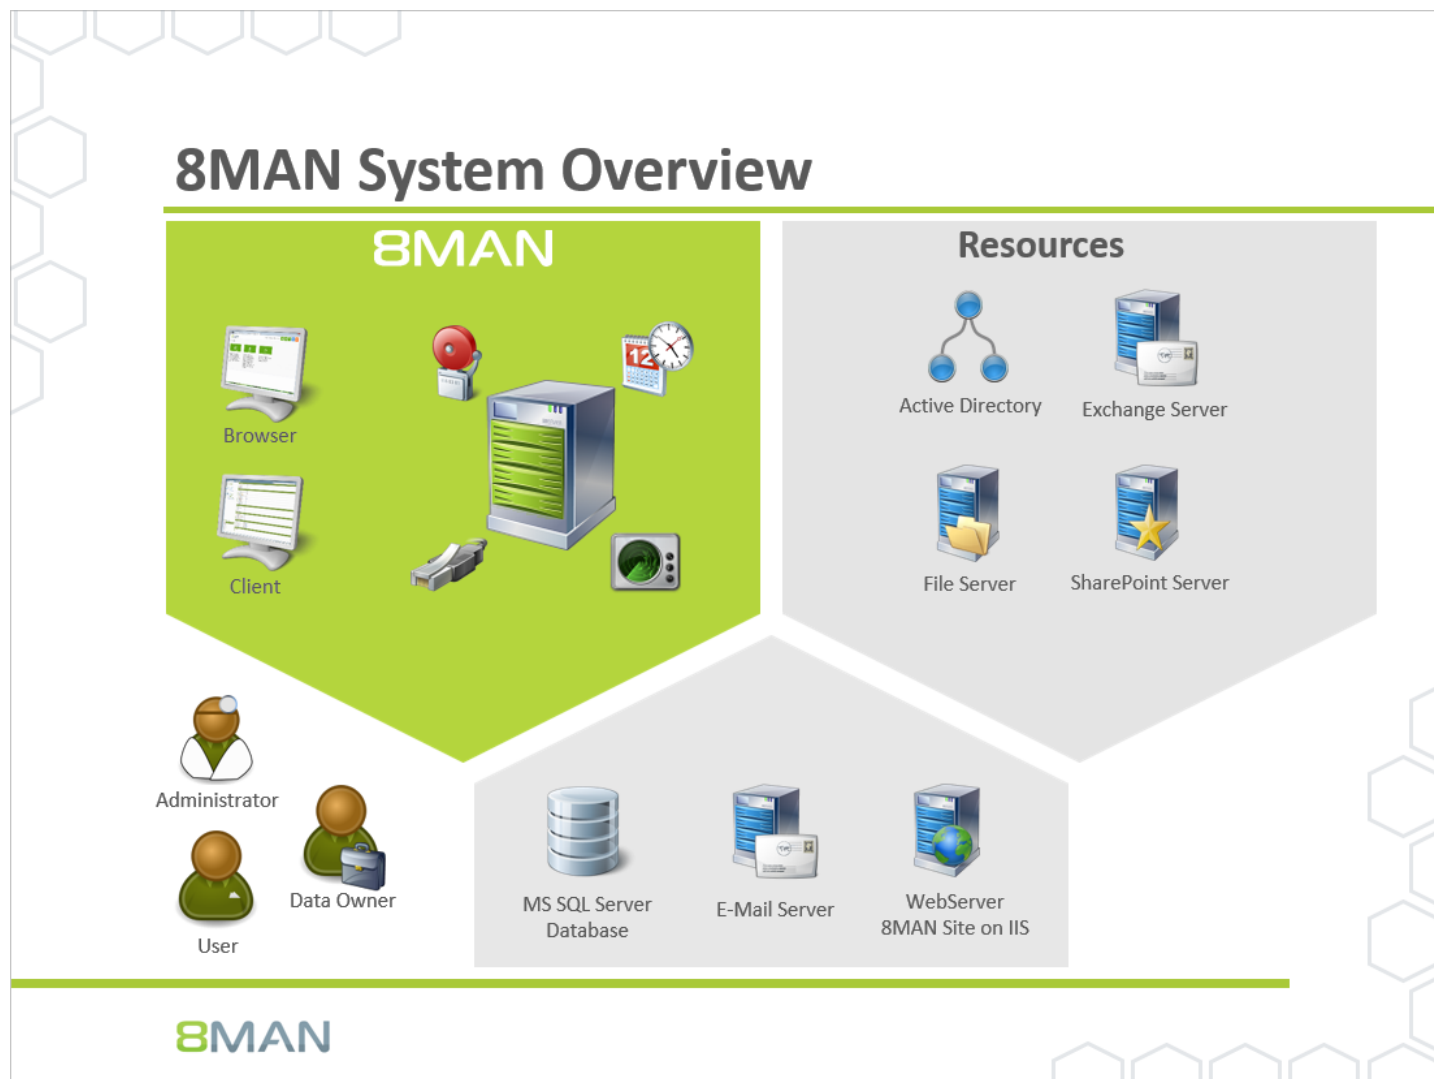 8MAN System Overview
8MAN
Resources
Browser
Client
12
Active Directory
Exchange Server
File Server
SharePoint Server
Administrator
Data Owner
User
MS SQL Server
Database
E-Mail Server
WebServer
8MAN Site on IIS
8MAN